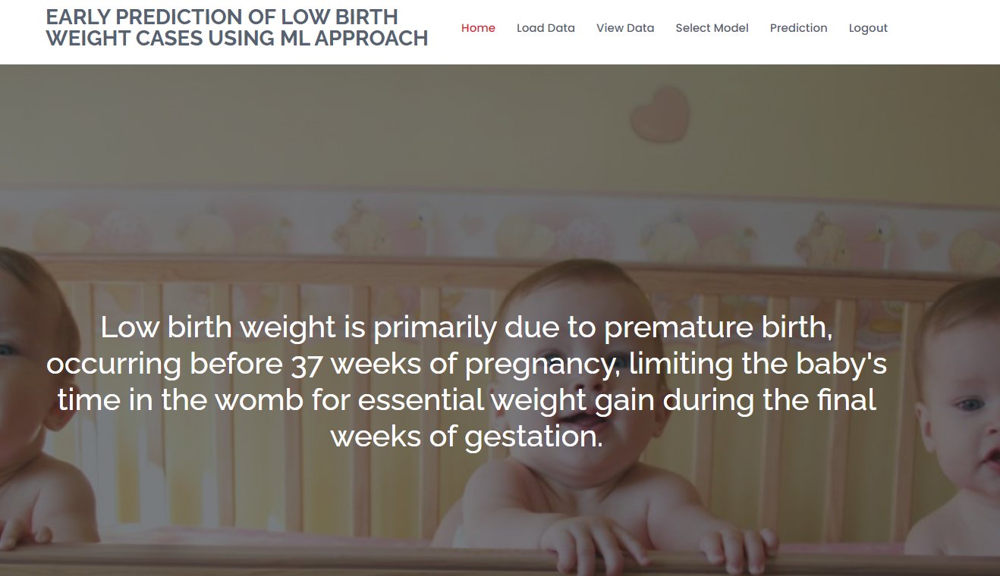 EARLY PREDICTION OF LOW BIRTH
WEIGHT CASES USING ML APPROACH
Home Load Data View Data Select Model Prediction Logout
Low birth weight is primarily due to premature birth,
occurring before 37 weeks of pregnancy, limiting the baby's
time in the womb for essential weight gain during the final
weeks of gestation.